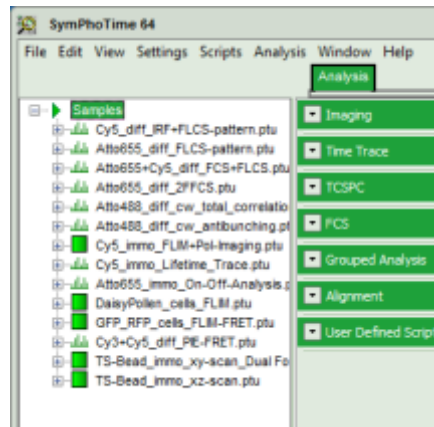 SymPhoTime 64
File Edit View Settings Scripts Analysis Window Help
Analysis
Samples
Cy5_diff_IRF+FLCS-pattern.ptu
Atto655_diff_FLCS-pattern.ptu
Atto655+Cy5_diff_FCS+FLCS.ptu
Atto655_diff_2FFCS.ptu
Atto488_diff_cw_total_correlatio
Atto488_diff_cw_antibunching.pt
Cy5_immo_FLIM+Pol-Imaging.ptu
Cy5_immo_Lifetime_Trace.ptu
Atto655_immo_On-Off-Analysis.p
DaisyPollen_cells_FLIM.ptu
GFP_RFP_cells_FLIM-FRET.ptu
Cy3+Cy5_diff_PIE-FRET.ptu
TS-Bead_immo_xy-scan_Dual Fo
TS-Bead_immo_xz-scan.ptu
Imaging
Time Trace
TCSPC
FCS
Grouped Analysis
Alignment
User Defined Script